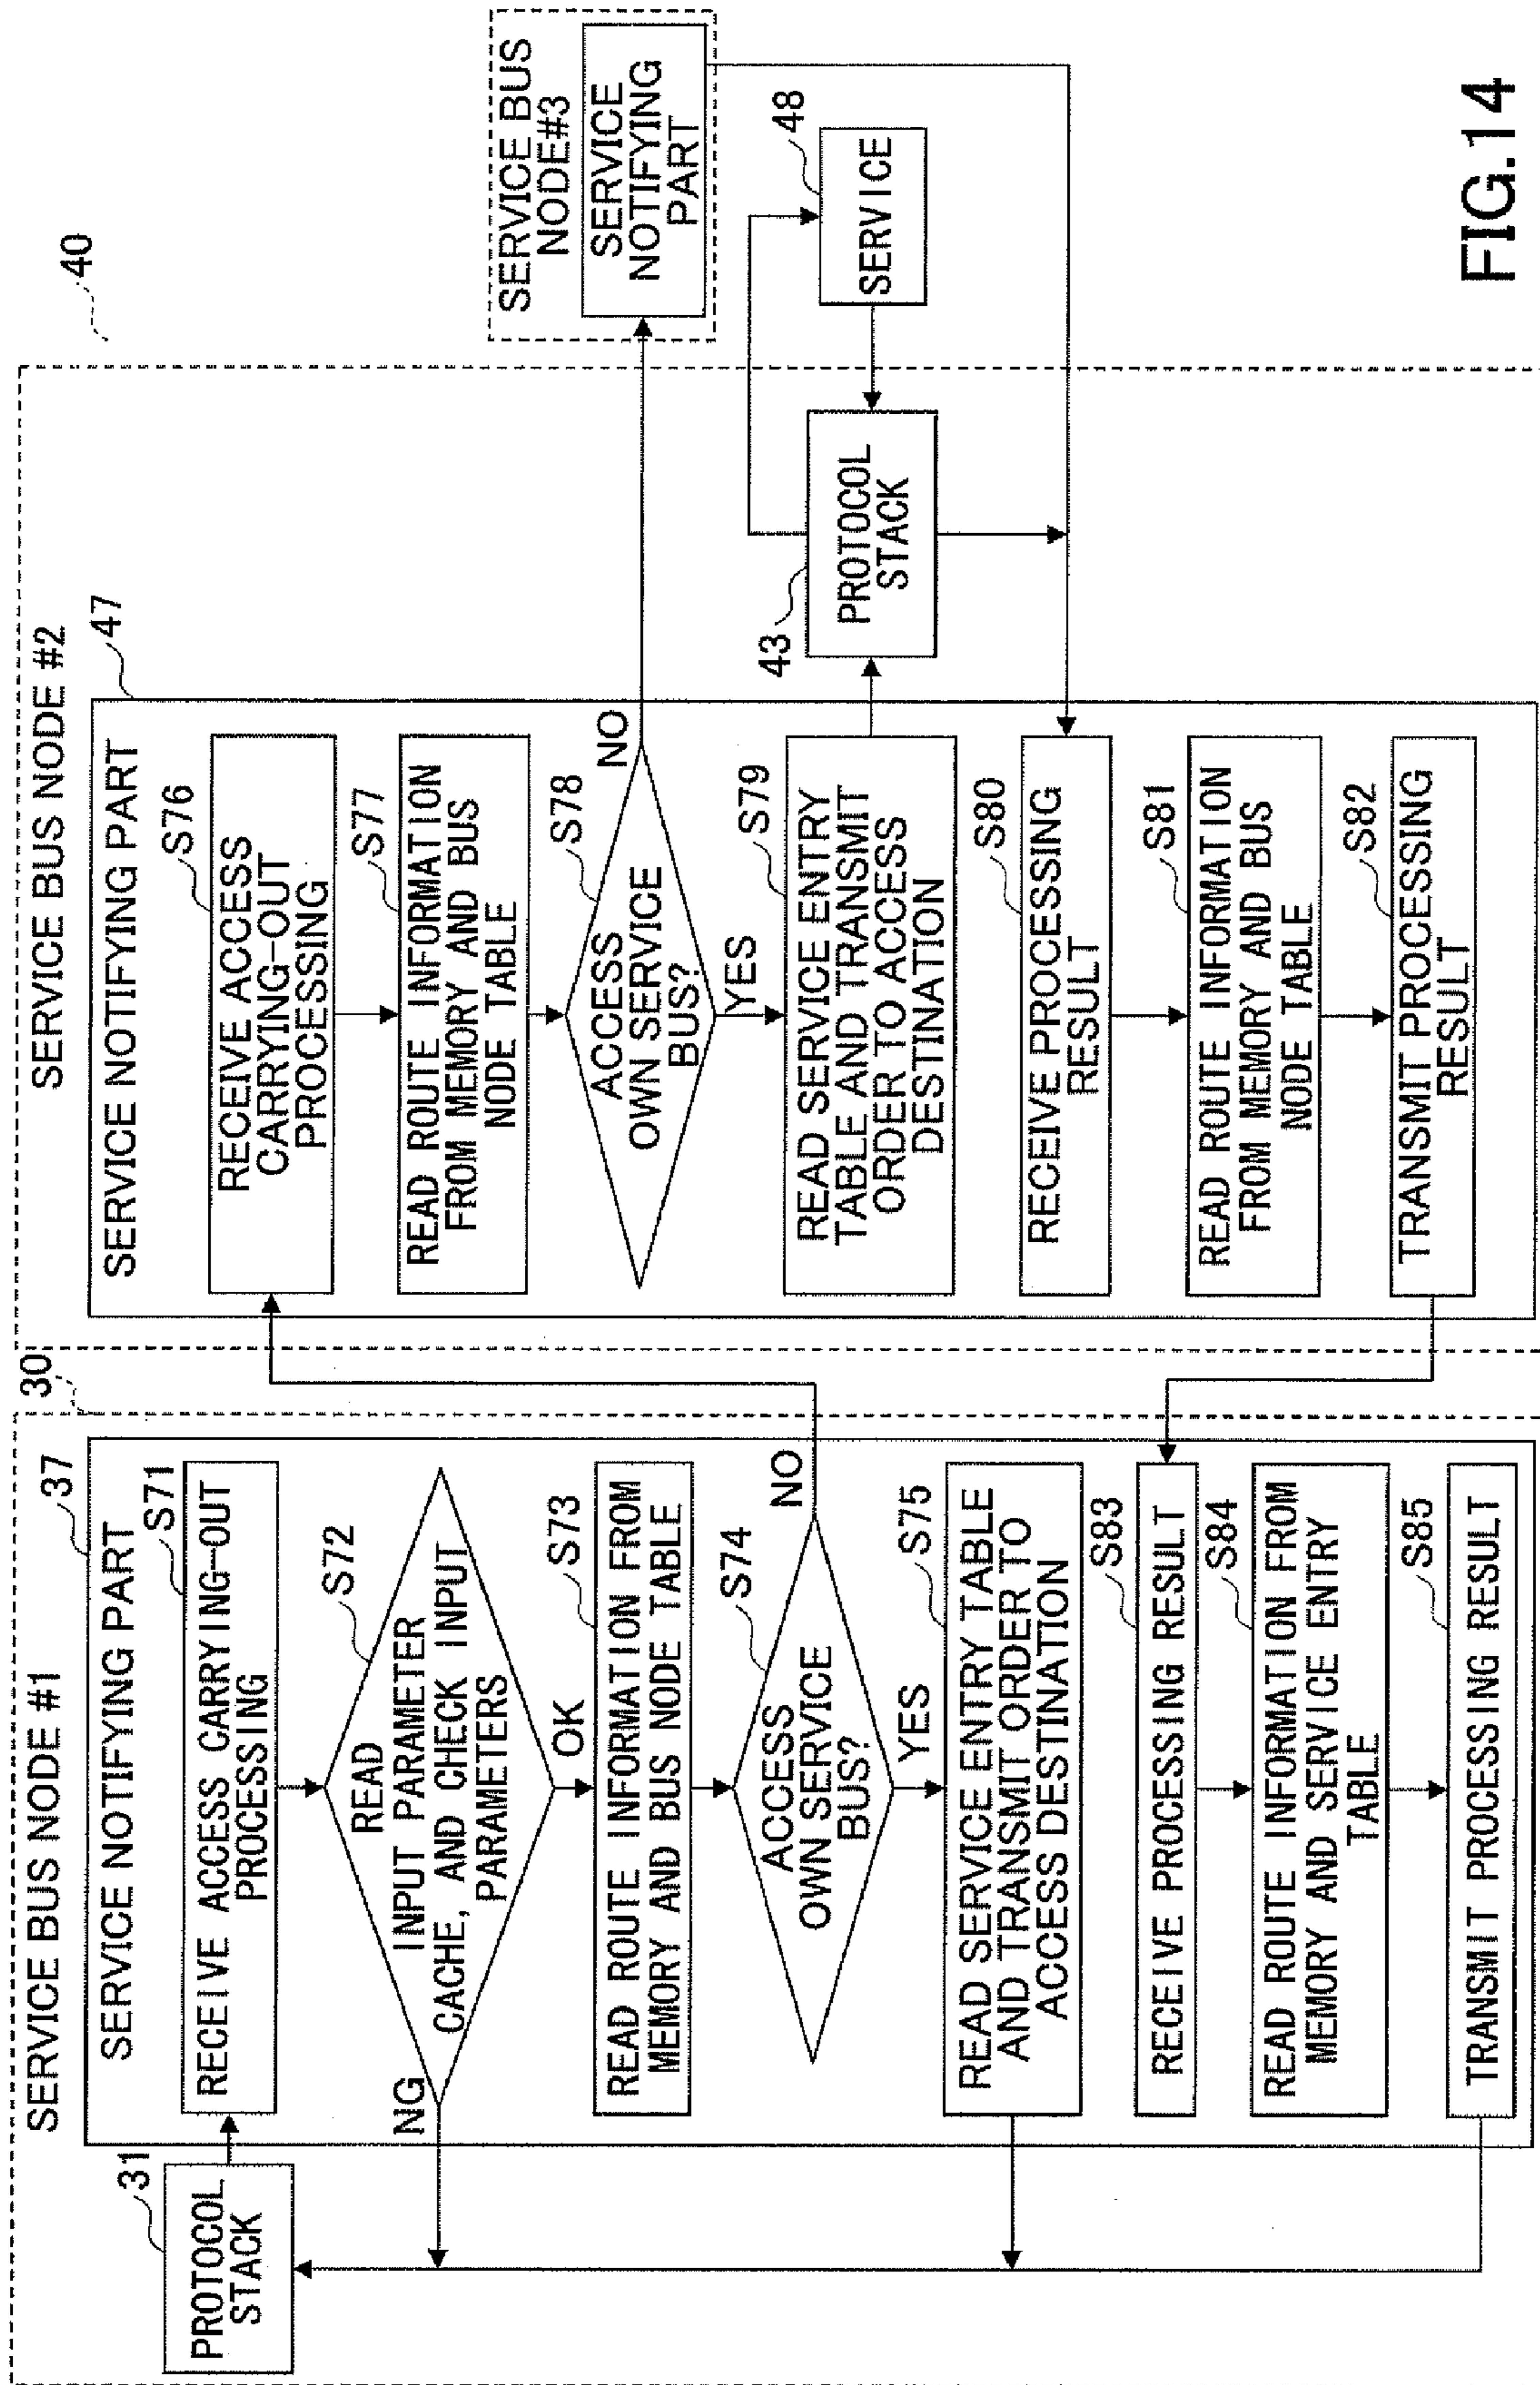 SERVICE BUS NODE #1
30
PROTOCOL
STACK
31
SERVICE NOTIFYING PART
37
RECEIVE ACCESS CARRYING-OUT
PROCESSING
S71
READ
INPUT PARAMETER
CACHE, AND CHECK INPUT
PARAMETERS
S72
NG
OK
READ ROUTE INFORMATION FROM
MEMORY AND BUS NODE TABLE
S73
ACCESS
OWN SERVICE
BUS?
S74
NO
YES
READ SERVICE ENTRY TABLE
AND TRANSMIT ORDER TO
ACCESS DESTINATION
S75
RECEIVE PROCESSING RESULT
S83
READ ROUTE INFORMATION FROM
MEMORY AND SERVICE ENTRY
TABLE
S84
TRANSMIT PROCESSING RESULT
S85
SERVICE BUS NODE #2
40
SERVICE NOTIFYING PART
47
RECEIVE ACCESS
CARRYING-OUT
PROCESSING
S76
READ ROUTE INFORMATION
FROM MEMORY AND BUS
NODE TABLE
S77
ACCESS
OWN SERVICE
BUS?
S78
NO
YES
READ SERVICE ENTRY
TABLE AND TRANSMIT
ORDER TO ACCESS
DESTINATION
S79
RECEIVE PROCESSING
RESULT
S80
READ ROUTE INFORMATION
FROM MEMORY AND BUS
NODE TABLE
S81
TRANSMIT PROCESSING
RESULT
S82
43
PROTOCOL
STACK
SERVICE
48
SERVICE BUS
NODE#3
SERVICE
NOTIFYING
PART
FIG.14